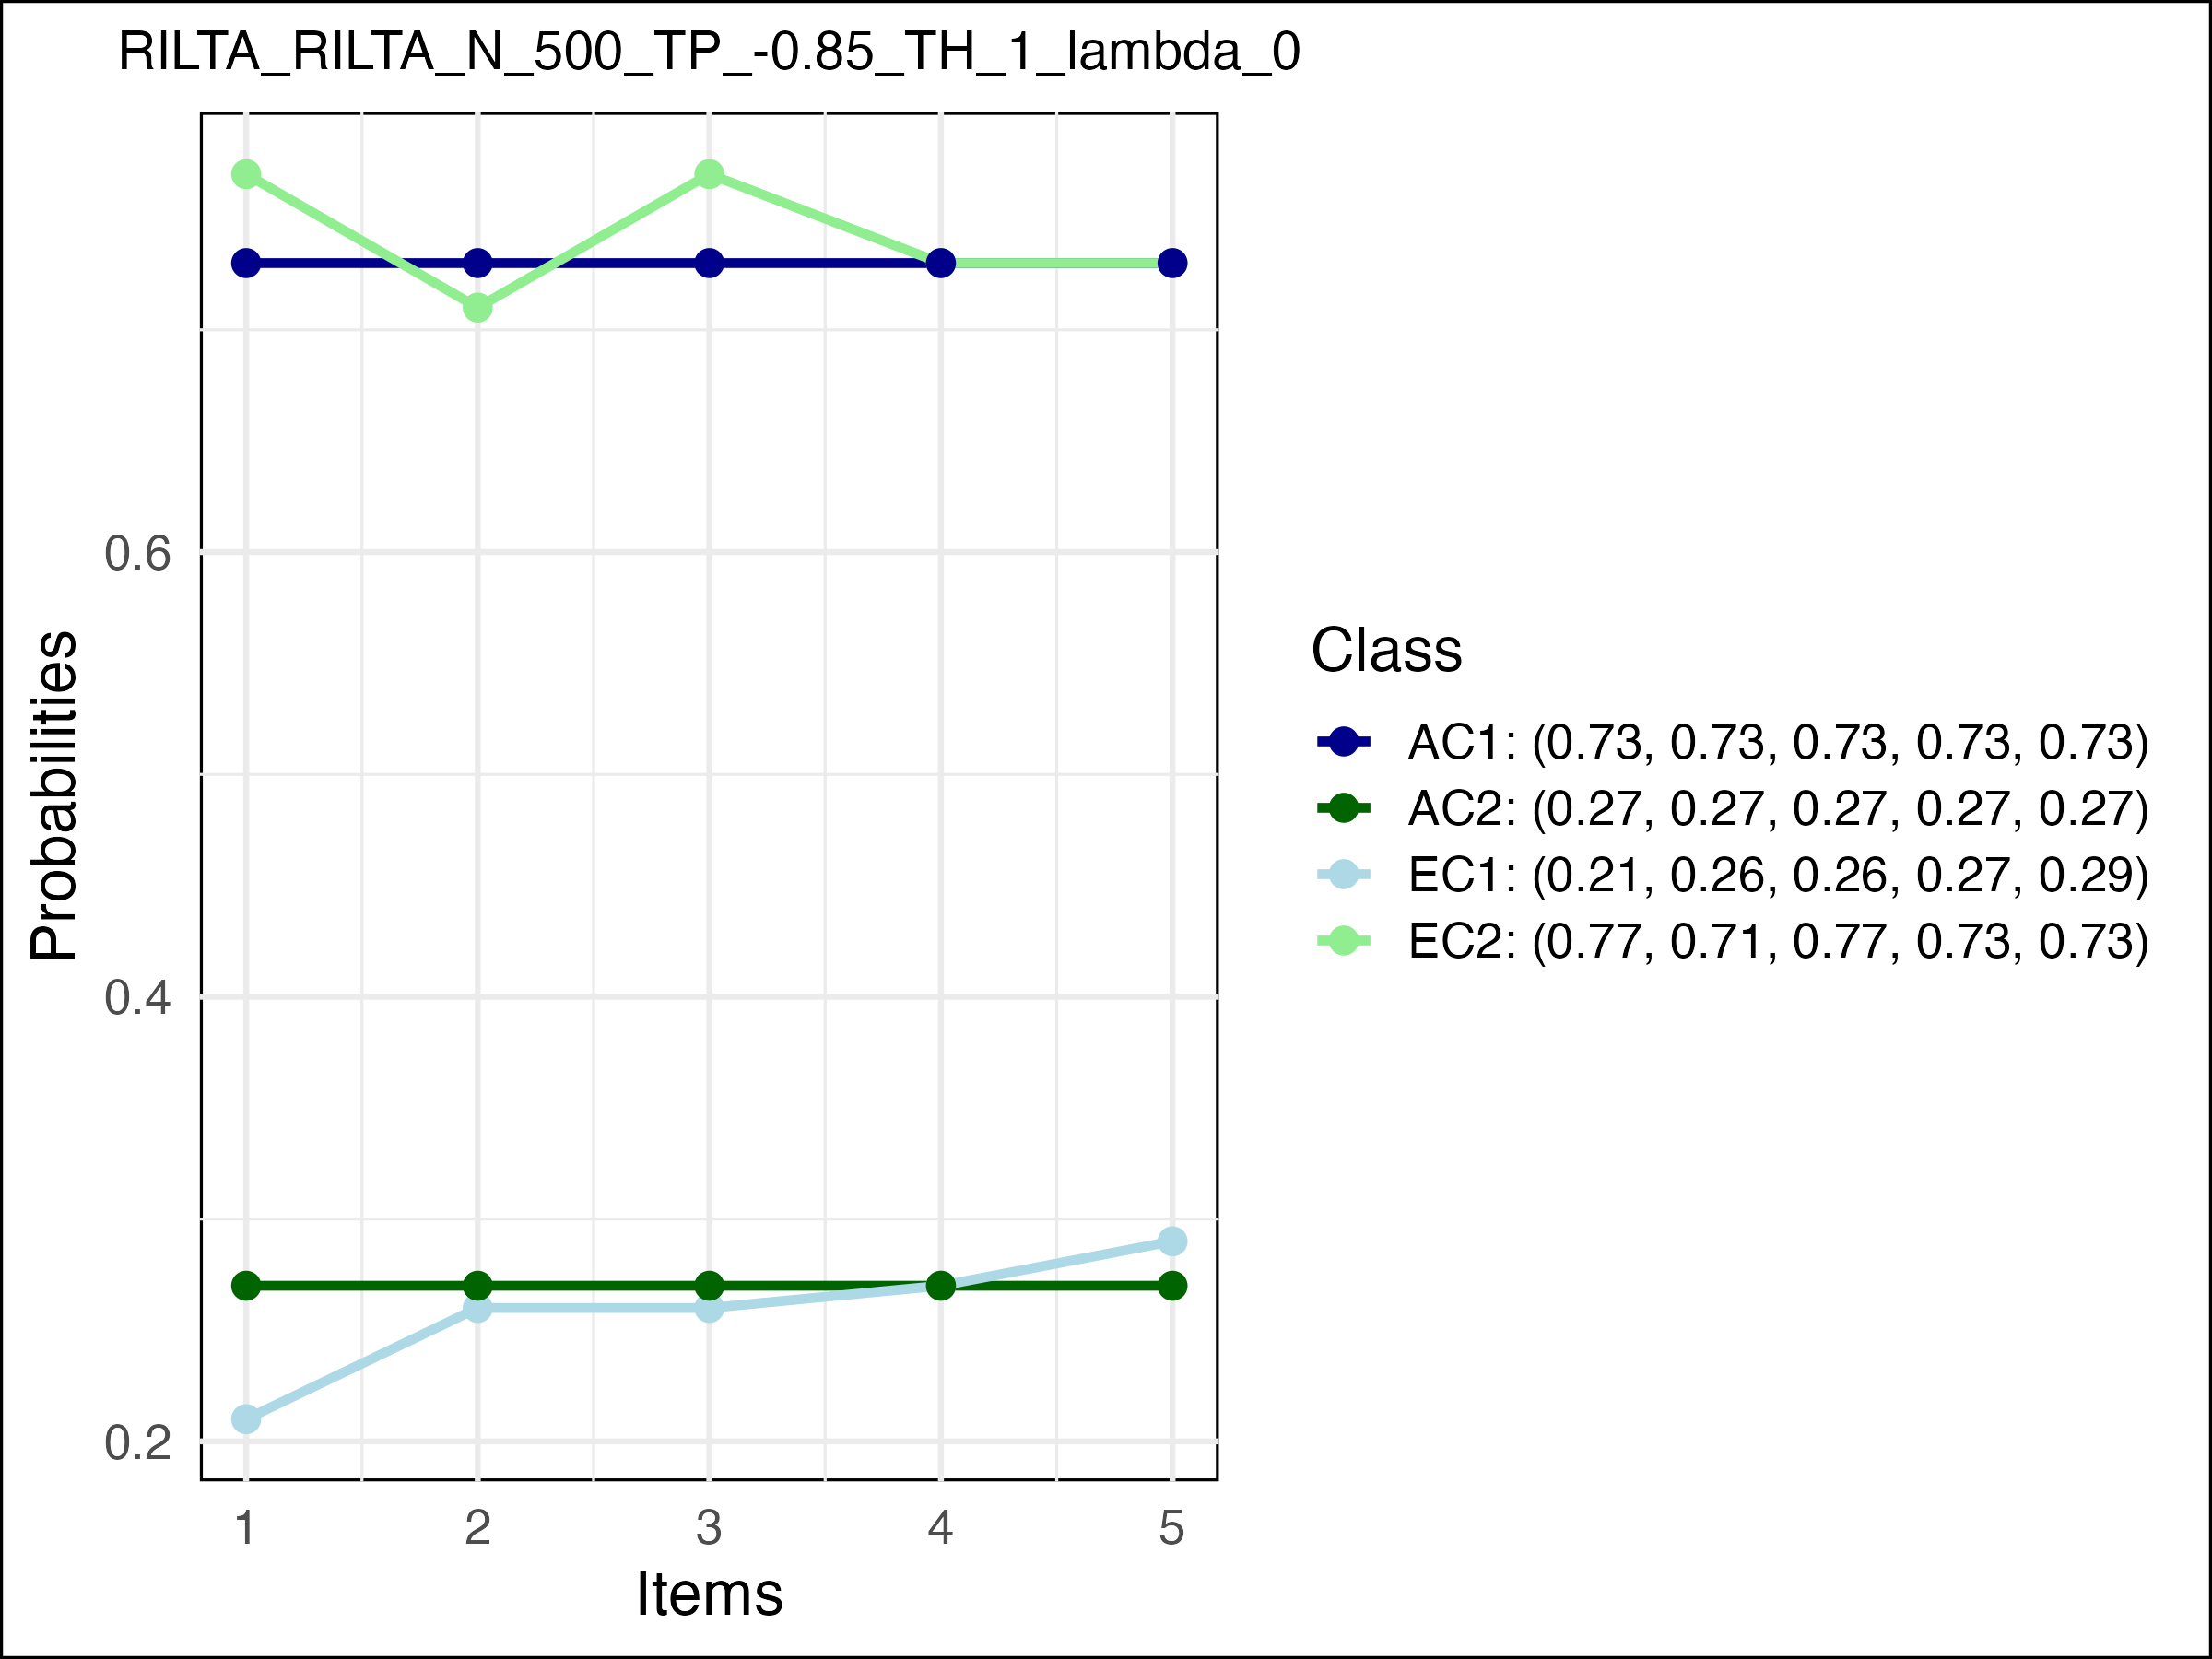 RILTA_RILTA_N_500_TP_-0.85_TH_1_lambda_0
Probabilities
0.6
0.4
0.2
1 2 3 4 5
Items
Class
AC1: (0.73, 0.73, 0.73, 0.73, 0.73)
AC2: (0.27, 0.27, 0.27, 0.27, 0.27)
EC1: (0.21, 0.26, 0.26, 0.27, 0.29)
EC2: (0.77, 0.71, 0.77, 0.73, 0.73)